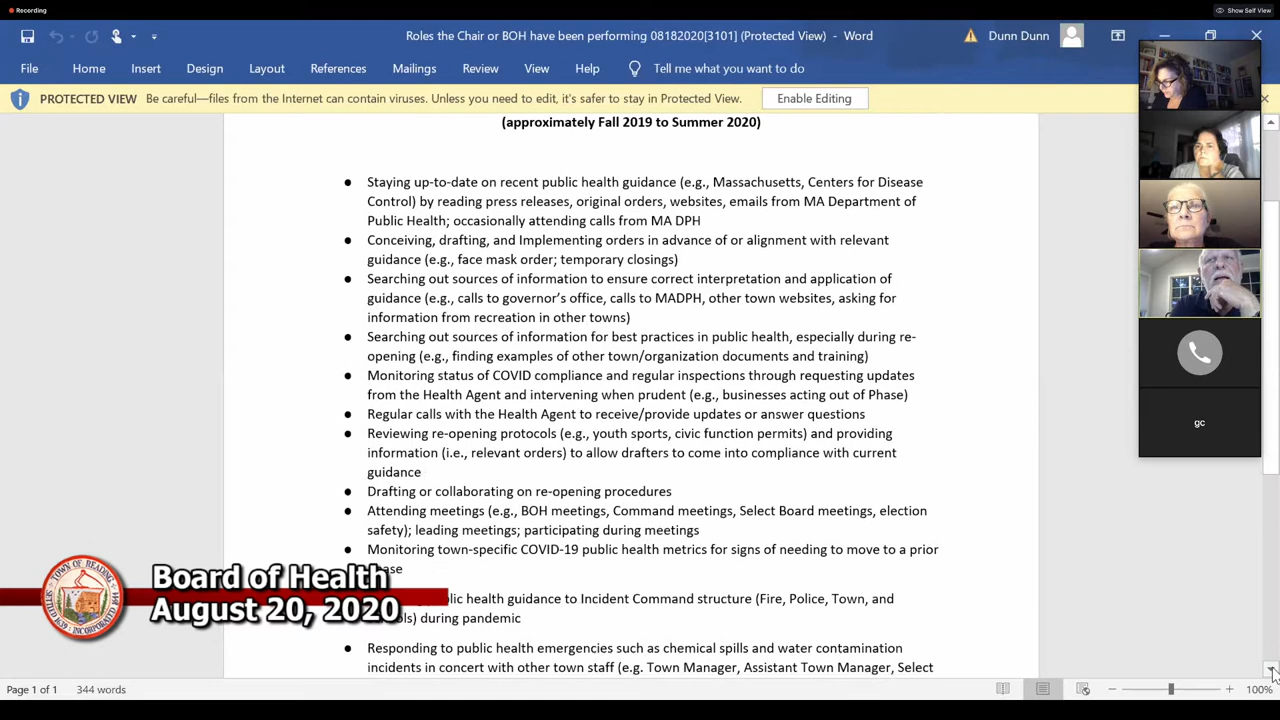 Recording
Show Self View
Roles the Chair or BOH have been performing 08182020[3101] (Protected View) - Word
Dunn Dunn
File Home Insert Design Layout References Mailings Review View Help Tell me what you want to do
PROTECTED VIEW Be careful—files from the Internet can contain viruses. Unless you need to edit, it's safer to stay in Protected View. Enable Editing
(approximately Fall 2019 to Summer 2020)
● Staying up-to-date on recent public health guidance (e.g., Massachusetts, Centers for Disease
Control) by reading press releases, original orders, websites, emails from MA Department of
Public Health; occasionally attending calls from MA DPH
● Conceiving, drafting, and Implementing orders in advance of or alignment with relevant
guidance (e.g., face mask order; temporary closings)
● Searching out sources of information to ensure correct interpretation and application of
guidance (e.g., calls to governor's office, calls to MADPH, other town websites, asking for
information from recreation in other towns)
● Searching out sources of information for best practices in public health, especially during re-
opening (e.g., finding examples of other town/organization documents and training)
● Monitoring status of COVID compliance and regular inspections through requesting updates
from the Health Agent and intervening when prudent (e.g., businesses acting out of Phase)
● Regular calls with the Health Agent to receive/provide updates or answer questions
● Reviewing re-opening protocols (e.g., youth sports, civic function permits) and providing
information (i.e., relevant orders) to allow drafters to come into compliance with current
guidance
● Drafting or collaborating on re-opening procedures
● Attending meetings (e.g., BOH meetings, Command meetings, Select Board meetings, election
safety); leading meetings; participating during meetings
● Monitoring town-specific COVID-19 public health metrics for signs of needing to move to a prior
health guidance to Incident Command structure (Fire, Police, Town, and
during pandemic
● Responding to public health emergencies such as chemical spills and water contamination
incidents in concert with other town staff (e.g. Town Manager, Assistant Town Manager, Select
gc
TOWN OF READING
Board of Health
August 20, 2020
Page 1 of 1 344 words
100%